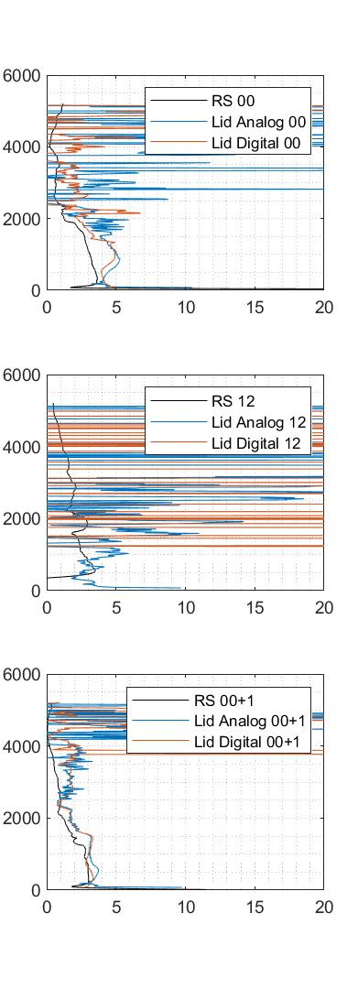 6000
RS 00
Lid Analog 00
Lid Digital 00
4000
2000
0
0 5 10 15 20
6000
RS 12
Lid Analog 12
Lid Digital 12
4000
2000
0
0 5 10 15 20
6000
RS 00+1
Lid Analog 00+1
Lid Digital 00+1
4000
2000
0
0 5 10 15 20